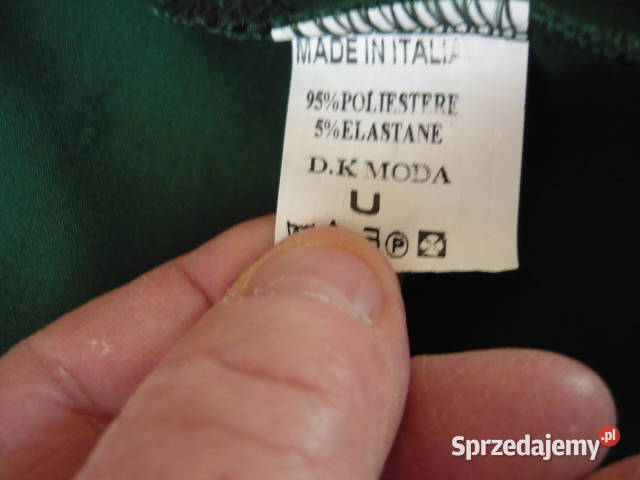 MADE IN ITALIA
95%POLIESTERE
5%ELASTANE
D.K MODA
U
P
Sprzedajemy.pl